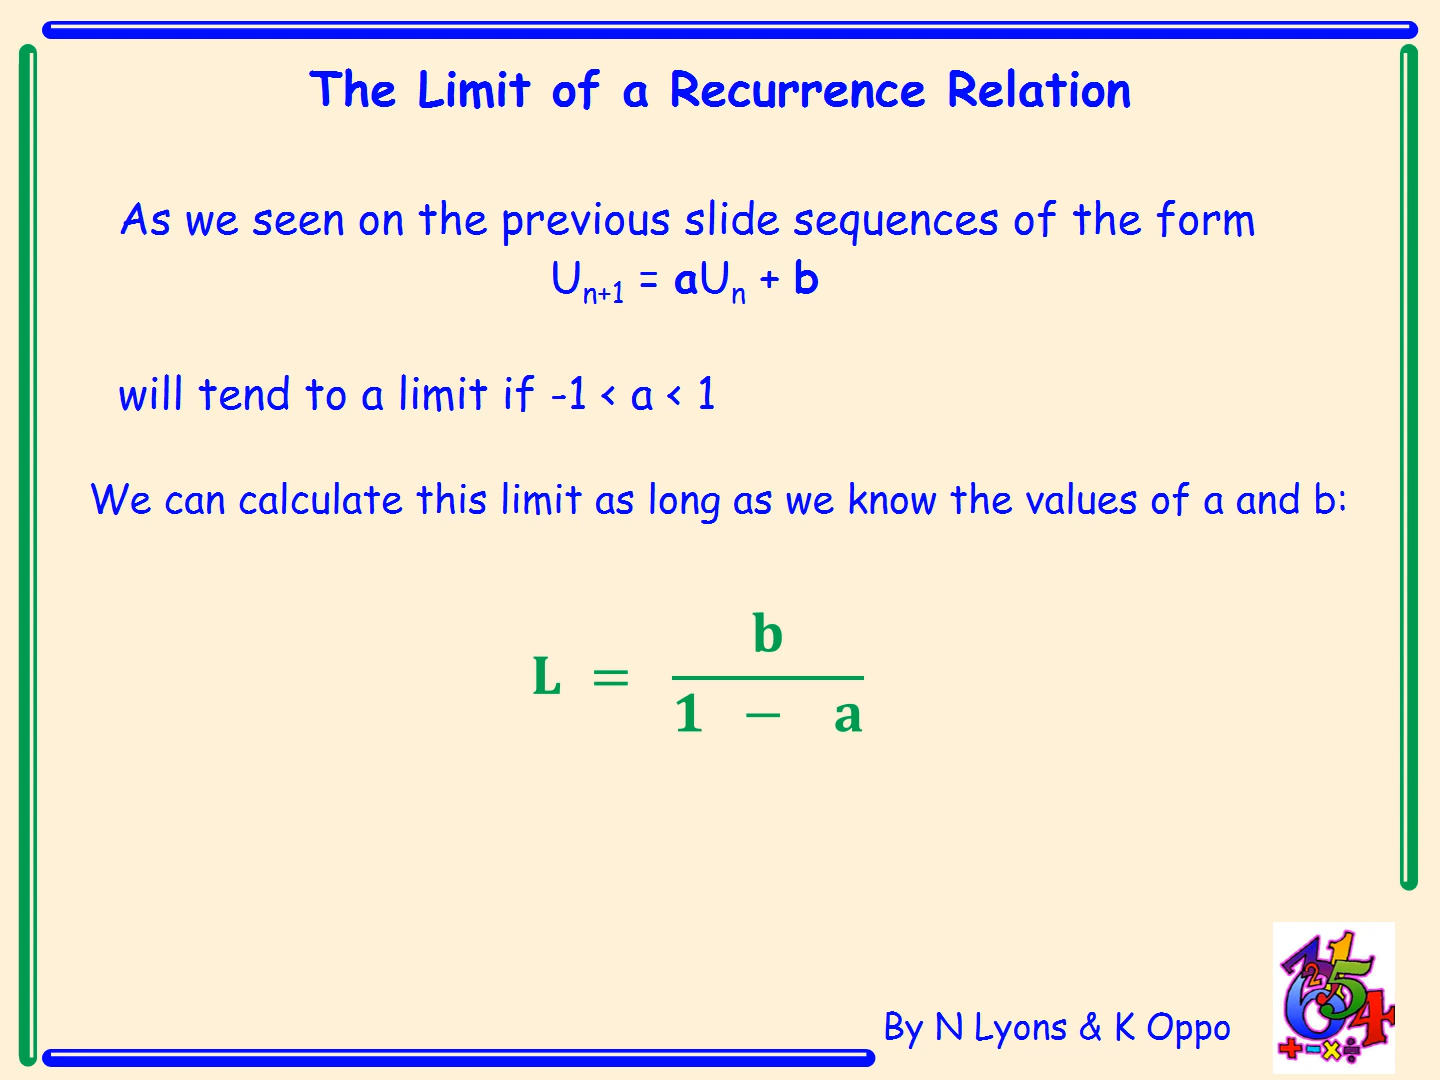 The Limit of a Recurrence Relation
As we seen on the previous slide sequences of the form
Uₙ₊₁ = aUₙ + b
will tend to a limit if -1 < a < 1
We can calculate this limit as long as we know the values of a and b:
b
L =
1 − a
By N Lyons & K Oppo